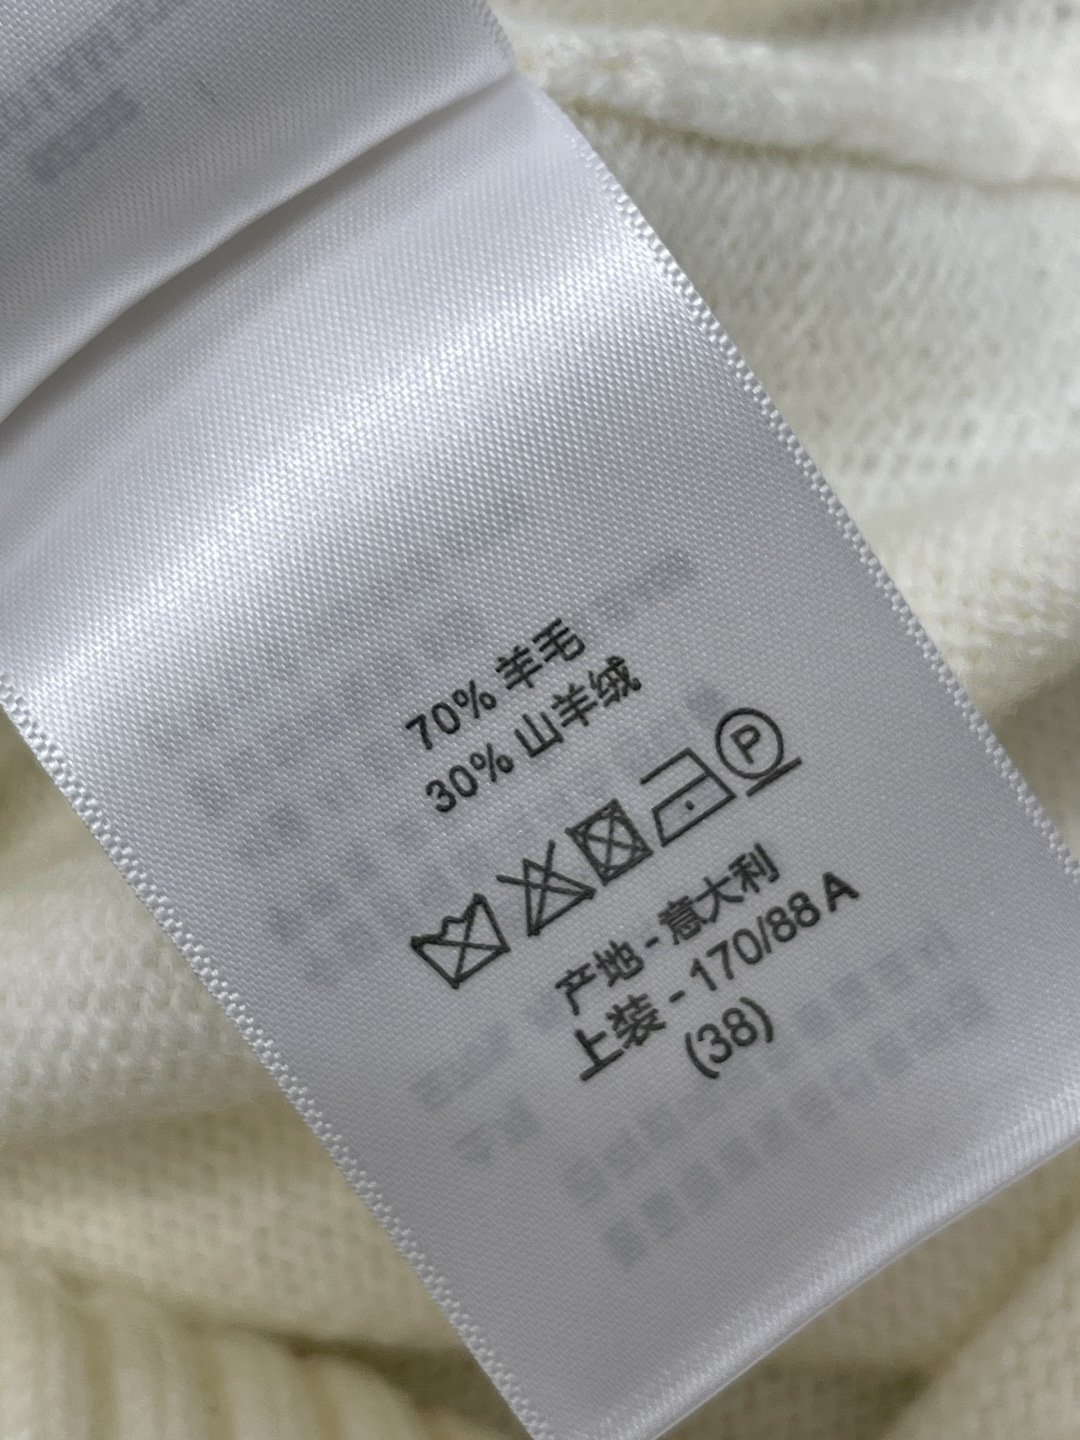 70% 羊毛
30% 山羊绒
P
产地 - 意大利
上装 - 170/88 A
(38)